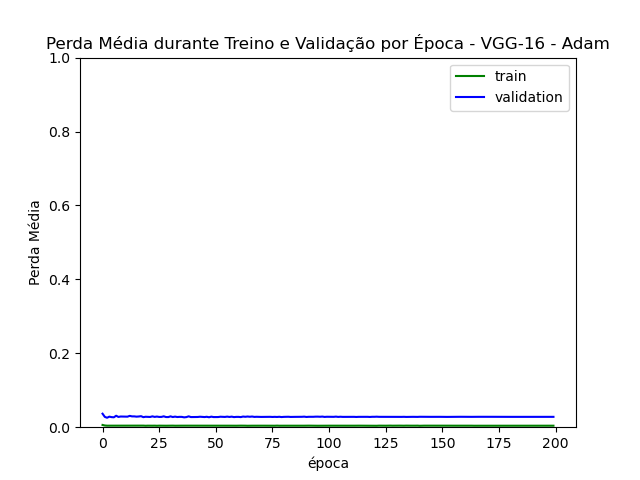 Perda Média durante Treino e Validação por Época - VGG-16 - Adam
1.0
0.8
0.6
0.4
0.2
0.0
Perda Média
train
validation
0 25 50 75 100 125 150 175 200
época